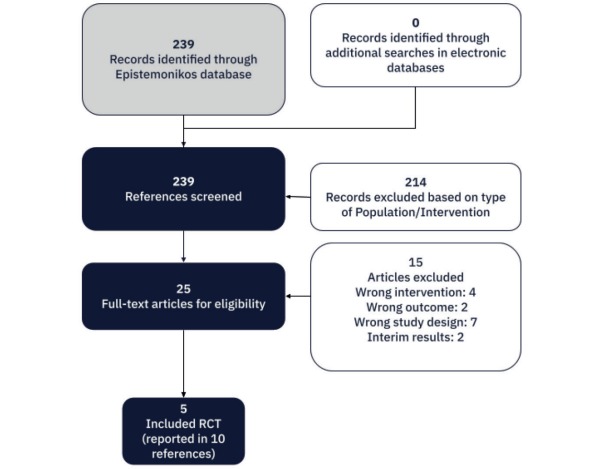 239
Records identified through
Epistemonikos database
0
Records identified through
additional searches in electronic
databases
239
References screened
214
Records excluded based on type
of Population/Intervention
25
Full-text articles for eligibility
15
Articles excluded
Wrong intervention: 4
Wrong outcome: 2
Wrong study design: 7
Interim results: 2
5
Included RCT
(reported in 10
references)